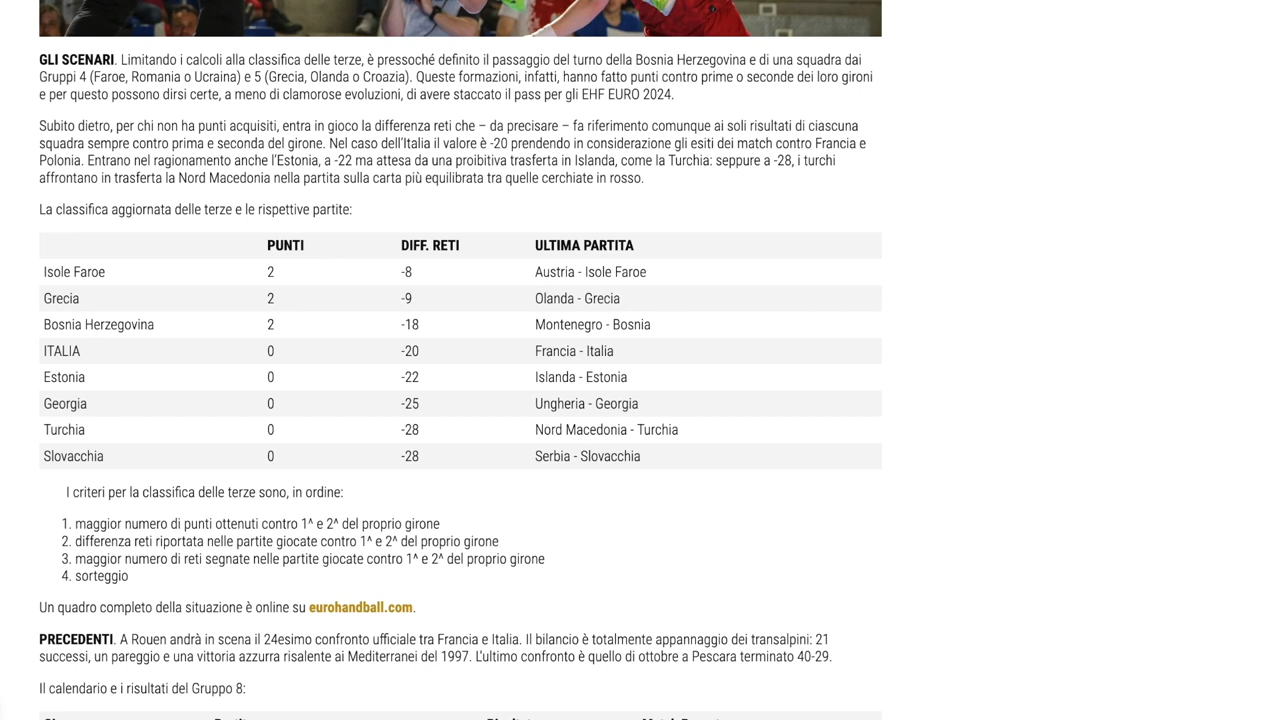 GLI SCENARI. Limitando i calcoli alla classifica delle terze, è pressoché definito il passaggio del turno della Bosnia Herzegovina e di una squadra dai
Gruppi 4 (Faroe, Romania o Ucraina) e 5 (Grecia, Olanda o Croazia). Queste formazioni, infatti, hanno fatto punti contro prime o seconde dei loro gironi
e per questo possono dirsi certe, a meno di clamorose evoluzioni, di avere staccato il pass per gli EHF EURO 2024.
Subito dietro, per chi non ha punti acquisiti, entra in gioco la differenza reti che – da precisare – fa riferimento comunque ai soli risultati di ciascuna
squadra sempre contro prima e seconda del girone. Nel caso dell'Italia il valore è -20 prendendo in considerazione gli esiti dei match contro Francia e
Polonia. Entrano nel ragionamento anche l'Estonia, a -22 ma attesa da una proibitiva trasferta in Islanda, come la Turchia: seppure a -28, i turchi
affrontano in trasferta la Nord Macedonia nella partita sulla carta più equilibrata tra quelle cerchiate in rosso.
La classifica aggiornata delle terze e le rispettive partite:
PUNTI DIFF. RETI ULTIMA PARTITA
Isole Faroe 2 -8 Austria - Isole Faroe
Grecia 2 -9 Olanda - Grecia
Bosnia Herzegovina 2 -18 Montenegro - Bosnia
ITALIA 0 -20 Francia - Italia
Estonia 0 -22 Islanda - Estonia
Georgia 0 -25 Ungheria - Georgia
Turchia 0 -28 Nord Macedonia - Turchia
Slovacchia 0 -28 Serbia - Slovacchia
I criteri per la classifica delle terze sono, in ordine:
1. maggior numero di punti ottenuti contro 1^ e 2^ del proprio girone
2. differenza reti riportata nelle partite giocate contro 1^ e 2^ del proprio girone
3. maggior numero di reti segnate nelle partite giocate contro 1^ e 2^ del proprio girone
4. sorteggio
Un quadro completo della situazione è online su eurohandball.com.
PRECEDENTI. A Rouen andrà in scena il 24esimo confronto ufficiale tra Francia e Italia. Il bilancio è totalmente appannaggio dei transalpini: 21
successi, un pareggio e una vittoria azzurra risalente ai Mediterranei del 1997. L'ultimo confronto è quello di ottobre a Pescara terminato 40-29.
Il calendario e i risultati del Gruppo 8: